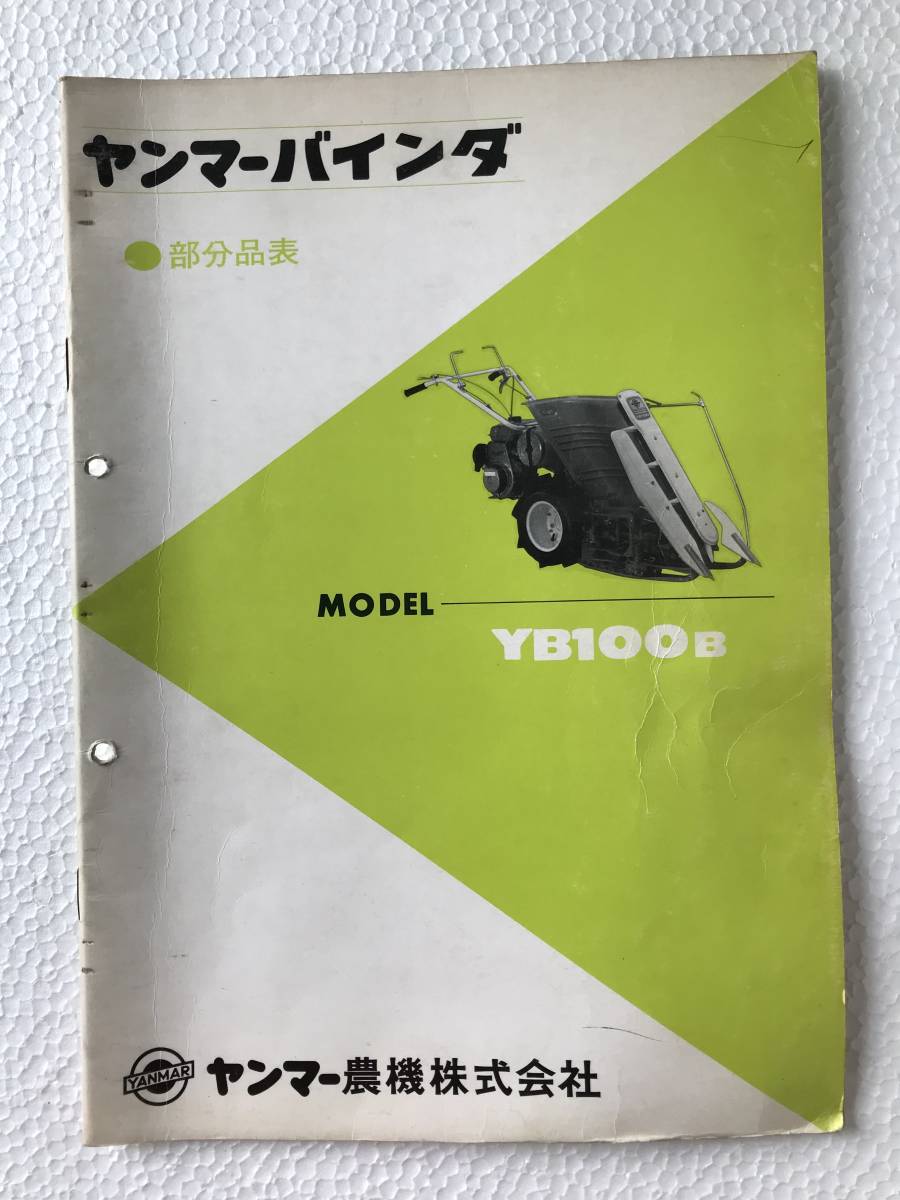 ヤンマーバインダ
●部分品表
MODEL
YB100B
YANMAR
ヤンマー農機株式会社